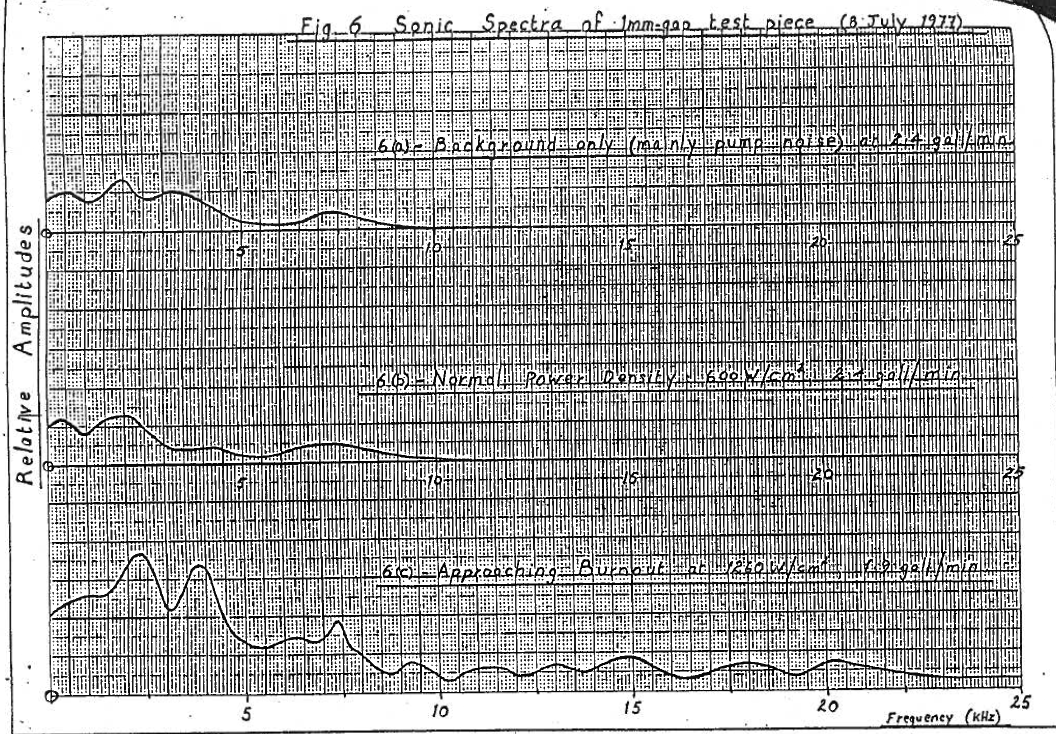 Fig. 6 Sonic Spectra of 1mm-gap test piece (8 July 1977)
6(a)- Background only (mainly pump noise) at 2.4 gall/min
5 10 15 20 25
Relative Amplitudes
6(b)- Normal Power Density - 600 W/cm², 2.4 gall/min
0 5 10 15 20 25
6(c)- Approaching Burnout at 1260 W/cm², 1.9 gall/min
0 5 10 15 20 25
Frequency (kHz)